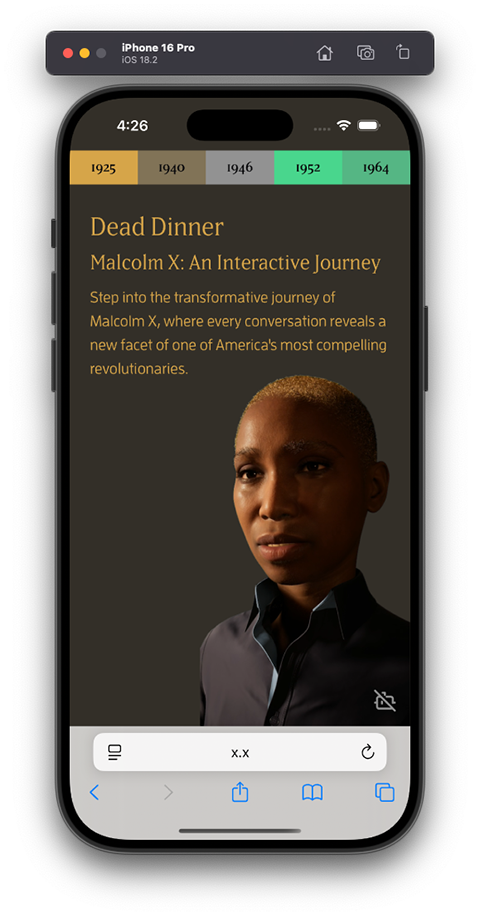 iPhone 16 Pro
iOS 18.2
4:26
1925 1940 1946 1952 1964
Dead Dinner
Malcolm X: An Interactive Journey
Step into the transformative journey of
Malcolm X, where every conversation reveals a
new facet of one of America's most compelling
revolutionaries.
x.x